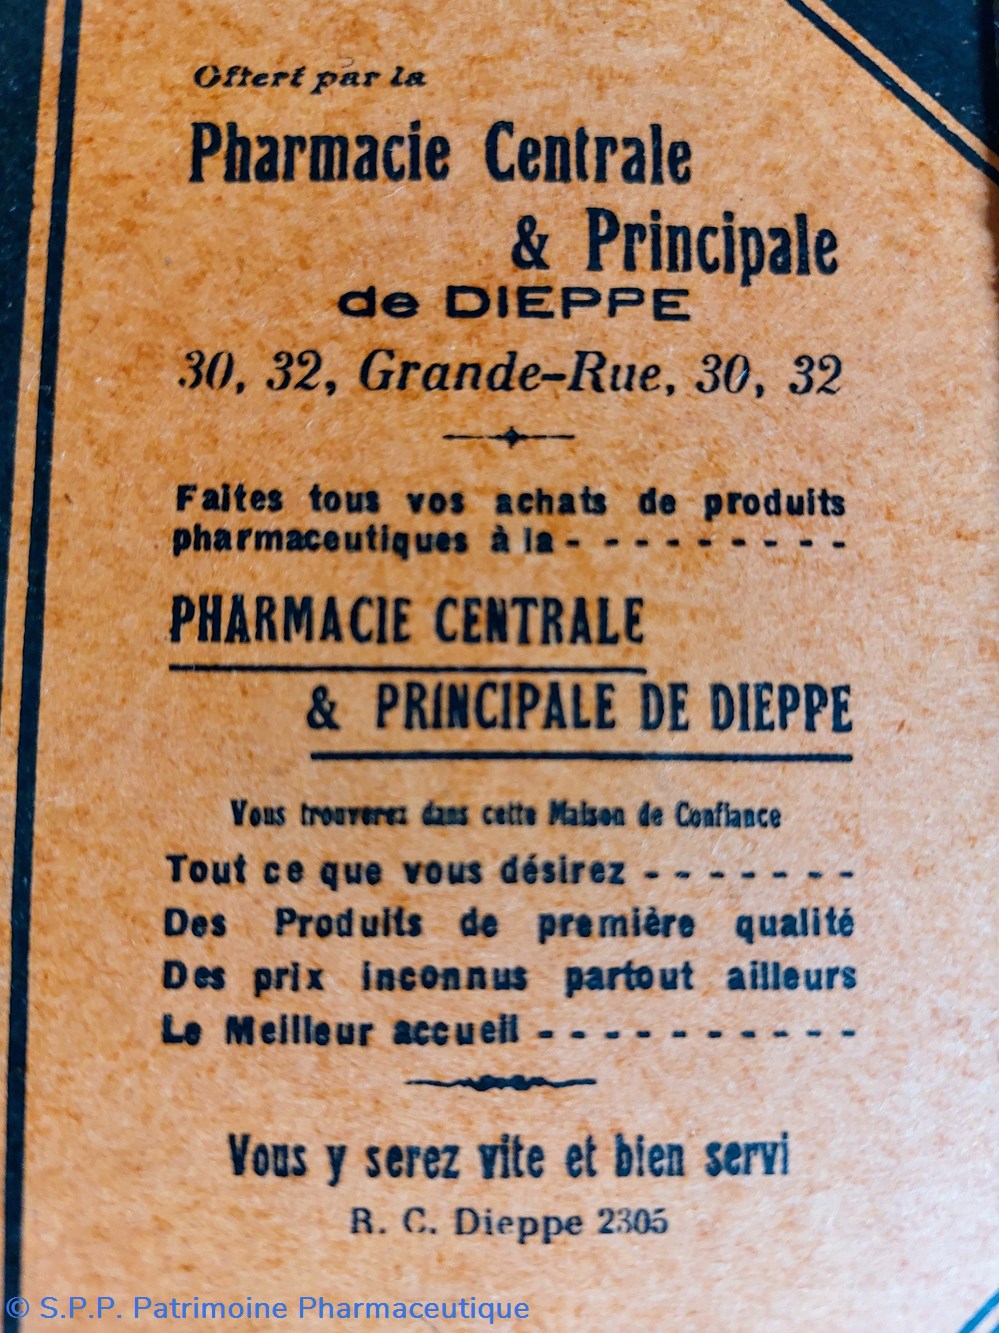 Offert par la
Pharmacie Centrale
& Principale
de DIEPPE
30, 32, Grande-Rue, 30, 32
Faites tous vos achats de produits
pharmaceutiques à la - - - - - - - - -
PHARMACIE CENTRALE
& PRINCIPALE DE DIEPPE
Vous trouverez dans cette Maison de Confiance
Tout ce que vous désirez - - - - - - -
Des Produits de première qualité
Des prix inconnus partout ailleurs
Le Meilleur accueil - - - - - - - - - - -
Vous y serez vite et bien servi
R. C. Dieppe 2305
© S.P.P. Patrimoine Pharmaceutique